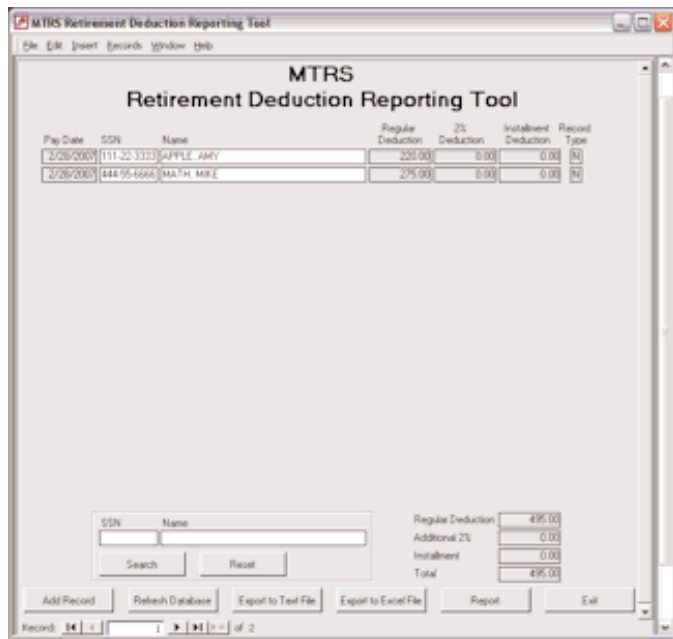 MTRS Retirement Deduction Reporting Tool
File Edit Insert Records Window Help
MTRS
Retirement Deduction Reporting Tool
Pay Date SSN Name Regular Deduction 2% Deduction Installment Deduction Record Type
2/28/2007 111-22-3333 APPLE, AMY 220.00 0.00 0.00 N
2/28/2007 444-55-6666 MATH, MIKE 275.00 0.00 0.00 N
SSN Name
Search Reset
Regular Deduction 495.00
Additional 2% 0.00
Installment 0.00
Total 495.00
Add Record Refresh Database Export to Text File Export to Excel File Report Exit
Record: 1 of 2